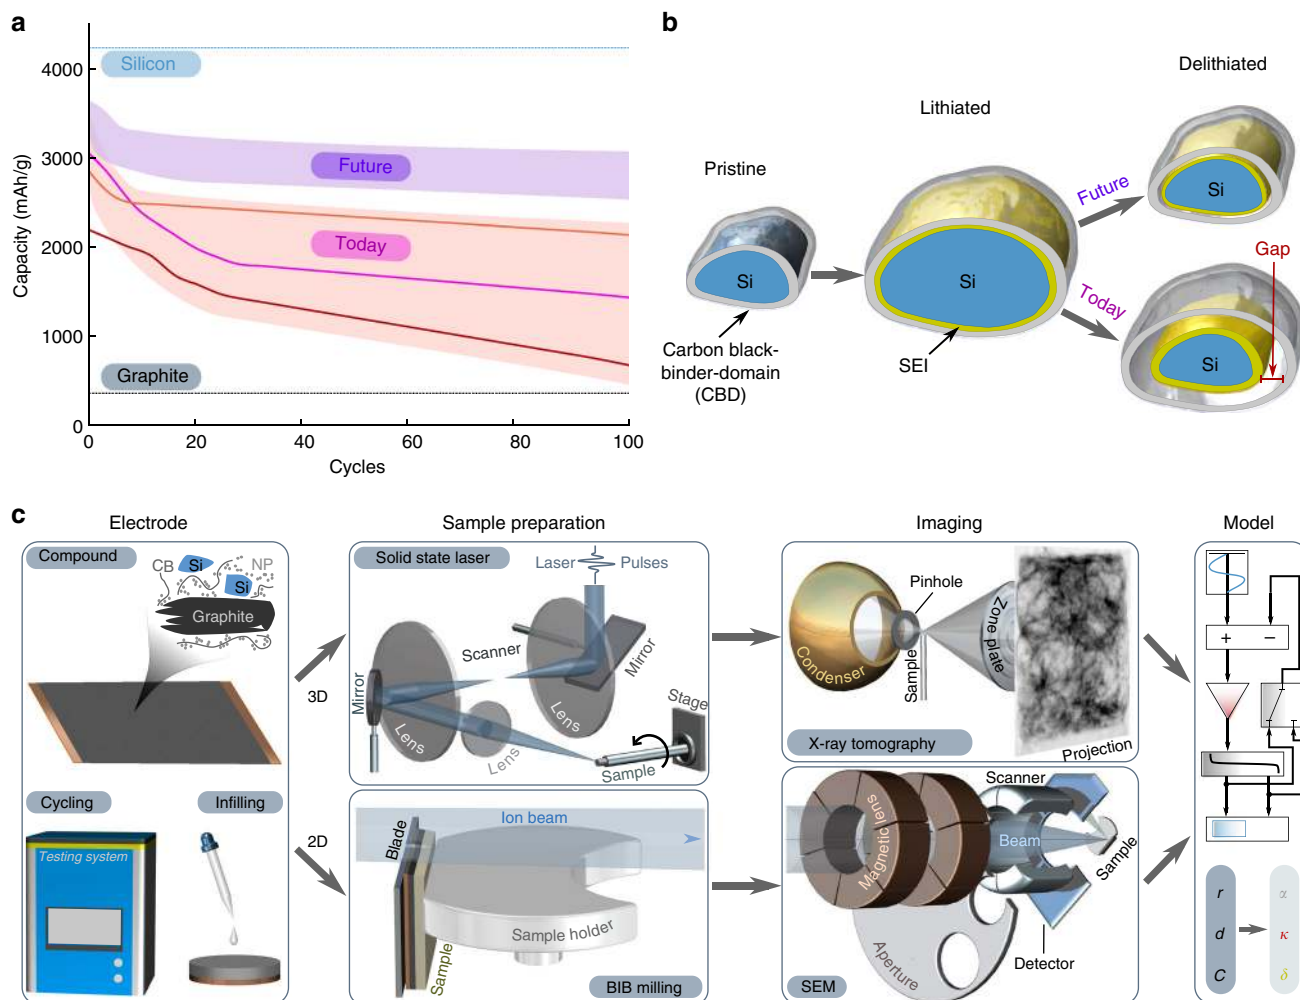 a
Capacity (mAh/g)
4000
3000
2000
1000
0
Silicon
Future
Today
Graphite
0
20
40
60
80
100
Cycles
b
Pristine
Lithiated
Delithiated
Si
Si
Si
Si
Future
Today
Gap
SEI
Carbon black-
binder-domain
(CBD)
c
Electrode
Sample preparation
Imaging
Model
Compound
CB
Si
NP
Si
Graphite
Cycling
Infilling
Testing system
3D
2D
Solid state laser
Laser
Pulses
Scanner
Mirror
Mirror
Lens
Lens
Lens
Stage
Sample
Ion beam
Blade
Sample
Sample holder
BIB milling
Condenser
Pinhole
Sample
Zone plate
Projection
X-ray tomography
Scanner
Magnetic lens
Beam
Sample
Aperture
Detector
SEM
+
−
r
d
C
α
κ
δ